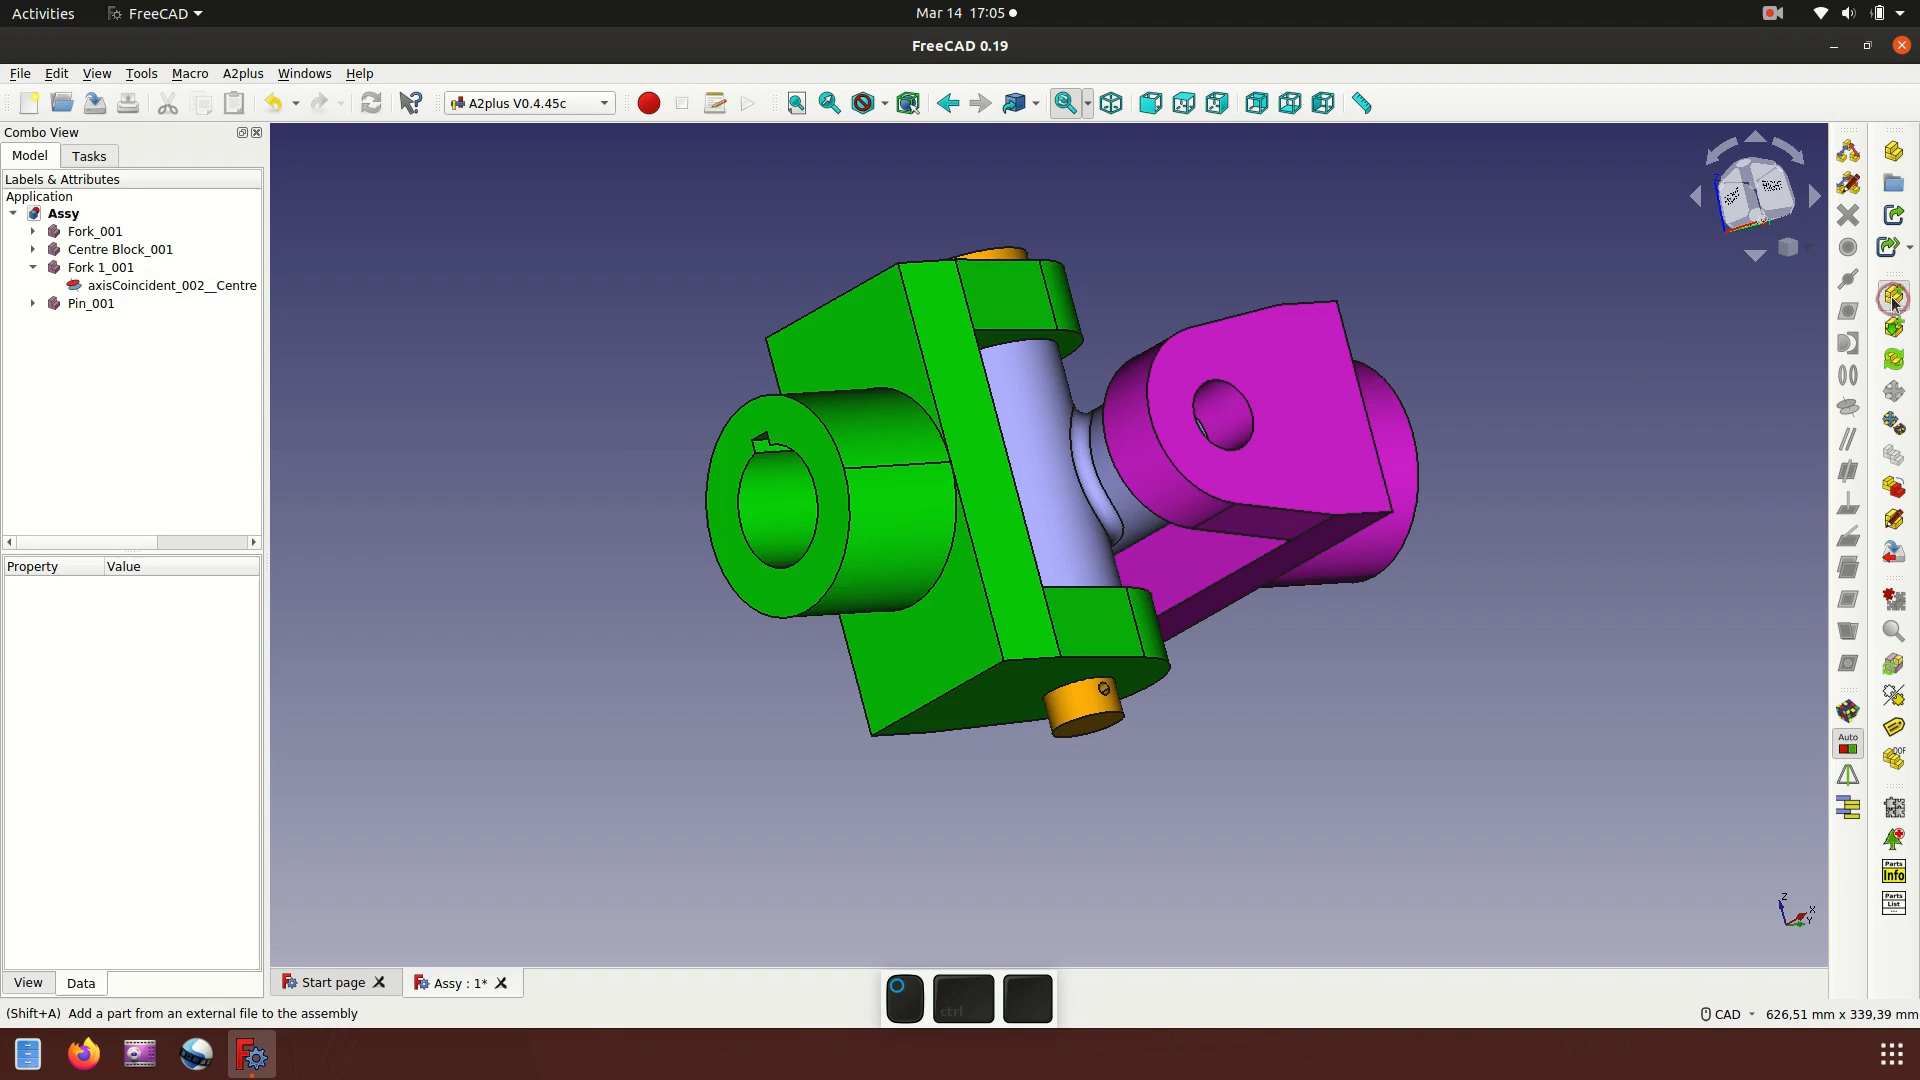 Activities FreeCAD Mar 14 17:05
FreeCAD 0.19
File Edit View Tools Macro A2plus Windows Help
A2plus V0.4.45c
Combo View
Model Tasks
Labels & Attributes
Application
Assy
Fork_001
Centre Block_001
Fork 1_001
axisCoincident_002__Centre
Pin_001
RIGHT
Z
X
Y
DOF
Auto
Parts
Info
Parts
List
Property Value
View Data
Start page
Assy : 1*
ctrl
(Shift+A) Add a part from an external file to the assembly
CAD 626,51 mm x 339,39 mm